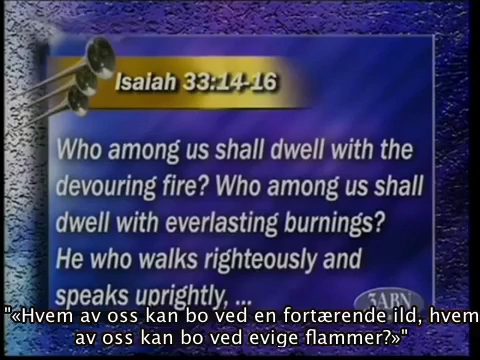 Isaiah 33:14-16
Who among us shall dwell with the
devouring fire? Who among us shall
dwell with everlasting burnings?
He who walks righteously and
speaks uprightly, ...
3ABN
"«Hvem av oss kan bo ved en fortærende ild, hvem
av oss kan bo ved evige flammer?»"